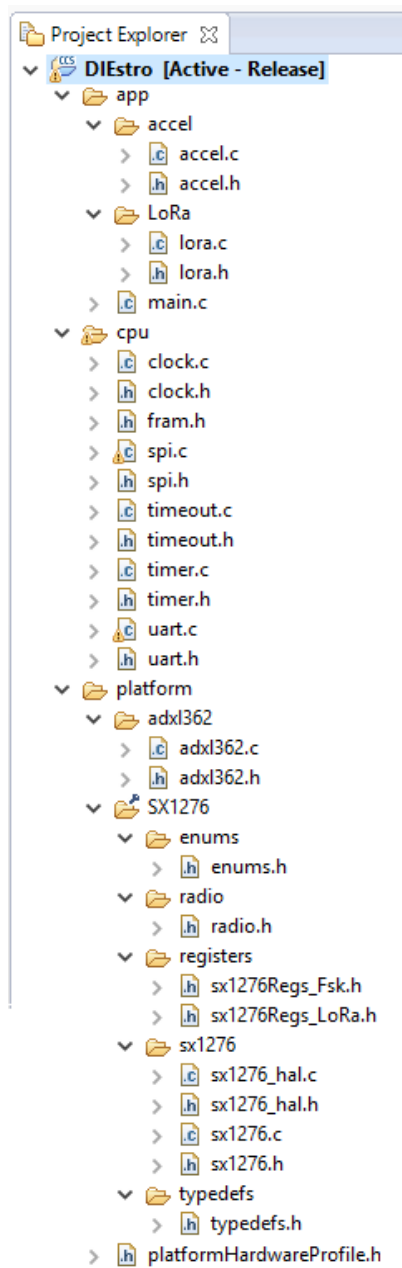 Project Explorer
DIEstro [Active - Release]
app
accel
accel.c
accel.h
LoRa
lora.c
lora.h
main.c
cpu
clock.c
clock.h
fram.h
spi.c
spi.h
timeout.c
timeout.h
timer.c
timer.h
uart.c
uart.h
platform
adxl362
adxl362.c
adxl362.h
SX1276
enums
enums.h
radio
radio.h
registers
sx1276Regs_Fsk.h
sx1276Regs_LoRa.h
sx1276
sx1276_hal.c
sx1276_hal.h
sx1276.c
sx1276.h
typedefs
typedefs.h
platformHardwareProfile.h